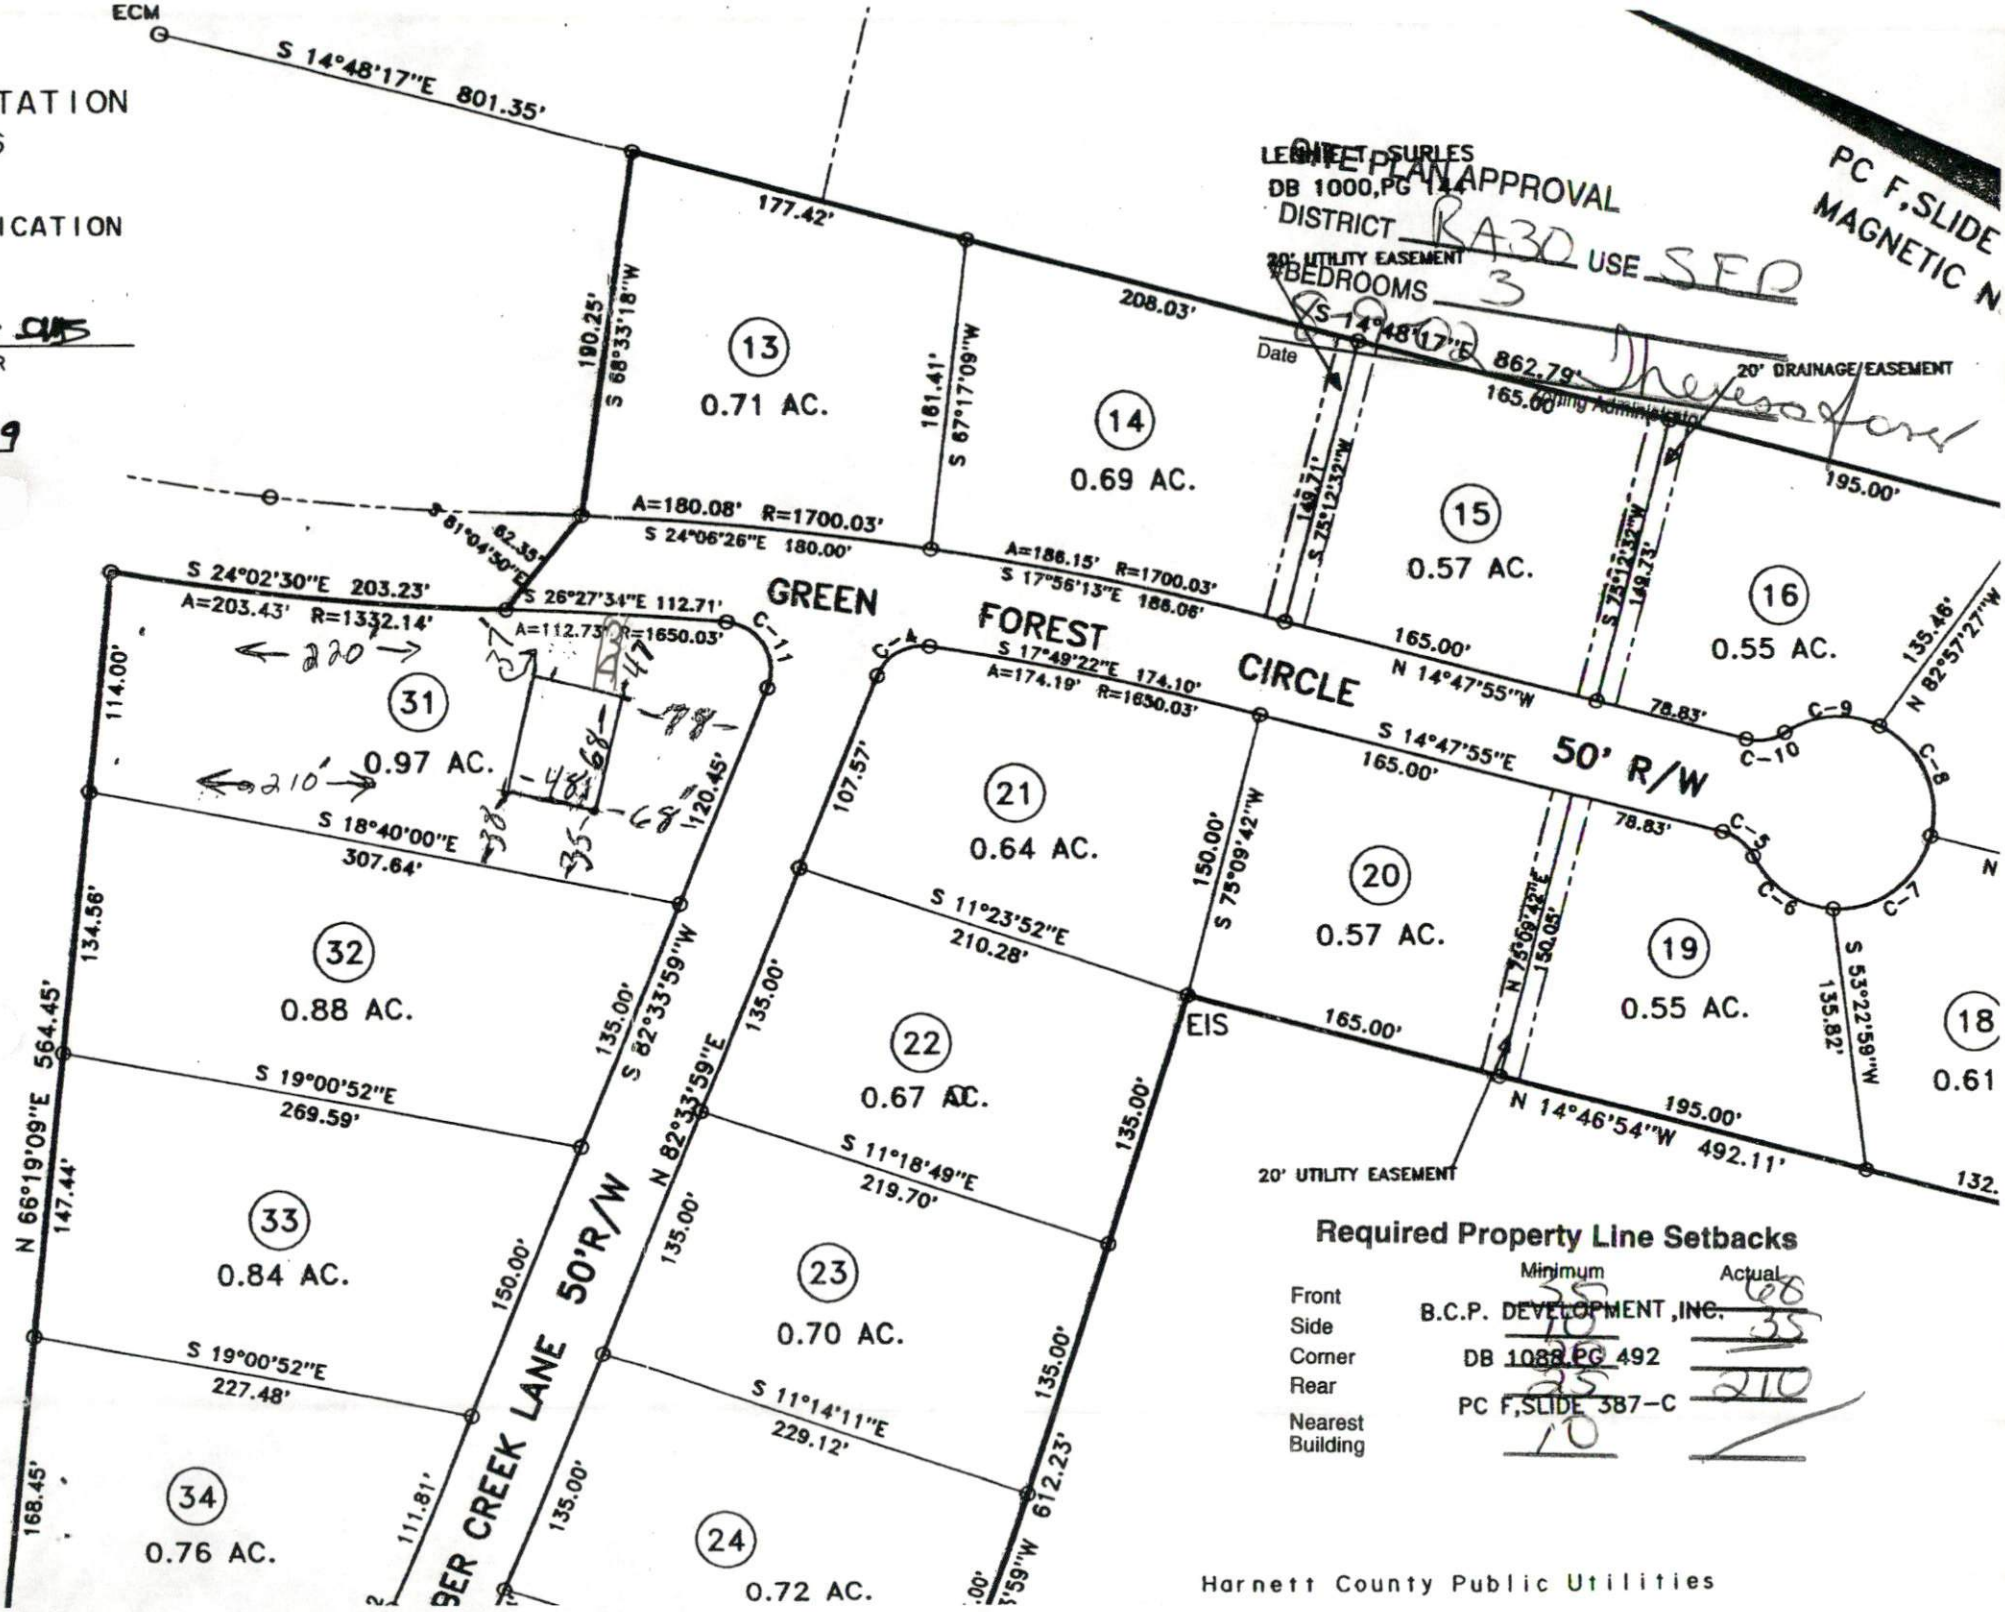 ECM
S 14°48'17"E 801.35'
TATION
ICATION
177.42'
190.25'
S 68°33'18"W
13
0.71 AC.
161.41'
S 67°17'09"W
208.03'
14
0.69 AC.
SURLES
DB 1000,PG 144
SITE PLAN APPROVAL
DISTRICT RA30 USE SFD
20' UTILITY EASEMENT
#BEDROOMS 3
Date
S 14°48'17"E 862.79'
165.00'
Zoning Administrator
20' DRAINAGE EASEMENT
PC F,SLIDE
MAGNETIC N
195.00'
149.71'
S 75°12'32"W
15
0.57 AC.
S 75°12'32"W
149.73'
16
0.55 AC.
135.46'
N 82°57'27"W
A=180.08' R=1700.03'
S 24°06'26"E 180.00'
62.35'
S 81°04'50"E
A=186.15' R=1700.03'
S 17°56'13"E 186.06'
165.00'
N 14°47'55"W
78.83'
C-10
C-9
C-8
C-7
C-6
C-5
GREEN FOREST CIRCLE 50' R/W
S 24°02'30"E 203.23'
A=203.43' R=1332.14'
S 26°27'34"E 112.71'
A=112.73' R=1650.03'
C-11
C-4
S 17°49'22"E 174.10'
A=174.19' R=1650.03'
S 14°47'55"E
165.00'
78.83'
114.00'
220'
37
47
31
0.97 AC.
210'
68
48
38
35
68
120.45'
107.57'
21
0.64 AC.
150.00'
S 75°09'42"W
20
0.57 AC.
N 75°09'42"E
150.05'
19
0.55 AC.
S 53°22'59"W
135.82'
18
0.61
N
S 18°40'00"E
307.64'
134.56'
32
0.88 AC.
135.00'
S 82°33'59"W
S 11°23'52"E
210.28'
135.00'
22
0.67 AC.
EIS
165.00'
135.00'
20' UTILITY EASEMENT
N 14°46'54"W 492.11'
195.00'
132.
N 66°19'09"E 564.45'
S 19°00'52"E
269.59'
147.44'
33
0.84 AC.
150.00'
N 82°33'59"E
135.00'
S 11°18'49"E
219.70'
23
0.70 AC.
135.00'
S 19°00'52"E
227.48'
168.45'
34
0.76 AC.
111.81'
BER CREEK LANE 50'R/W
135.00'
S 11°14'11"E
229.12'
24
0.72 AC.
612.23'
'59"W
.00'
Required Property Line Setbacks
Minimum Actual
Front 35 68
B.C.P. DEVELOPMENT,INC.
Side 10 35
Corner 20
DB 1088,PG 492
Rear 25 210
PC F,SLIDE 387-C
Nearest
Building 10
Harnett County Public Utilities